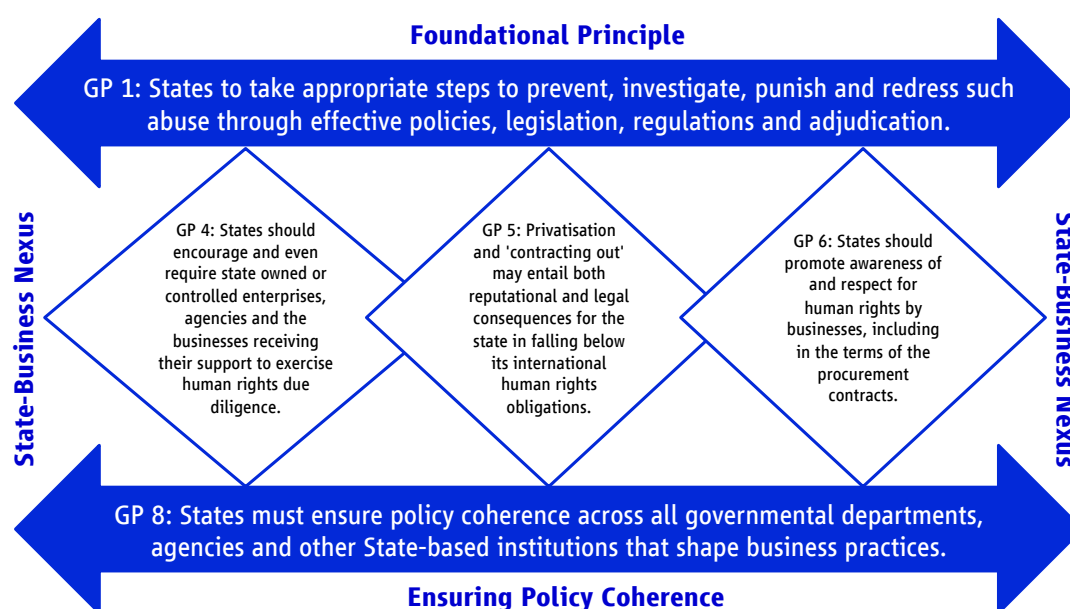 Foundational Principle
GP 1: States to take appropriate steps to prevent, investigate, punish and redress such
abuse through effective policies, legislation, regulations and adjudication.
State-Business Nexus
GP 4: States should
encourage and even
require state owned or
controlled enterprises,
agencies and the
businesses receiving
their support to exercise
human rights due
diligence.
GP 5: Privatisation
and 'contracting out'
may entail both
reputational and legal
consequences for the
state in falling below
its international
human rights
obligations.
GP 6: States should
promote awareness of
and respect for
human rights by
businesses, including
in the terms of the
procurement
contracts.
State-Business Nexus
GP 8: States must ensure policy coherence across all governmental departments,
agencies and other State-based institutions that shape business practices.
Ensuring Policy Coherence